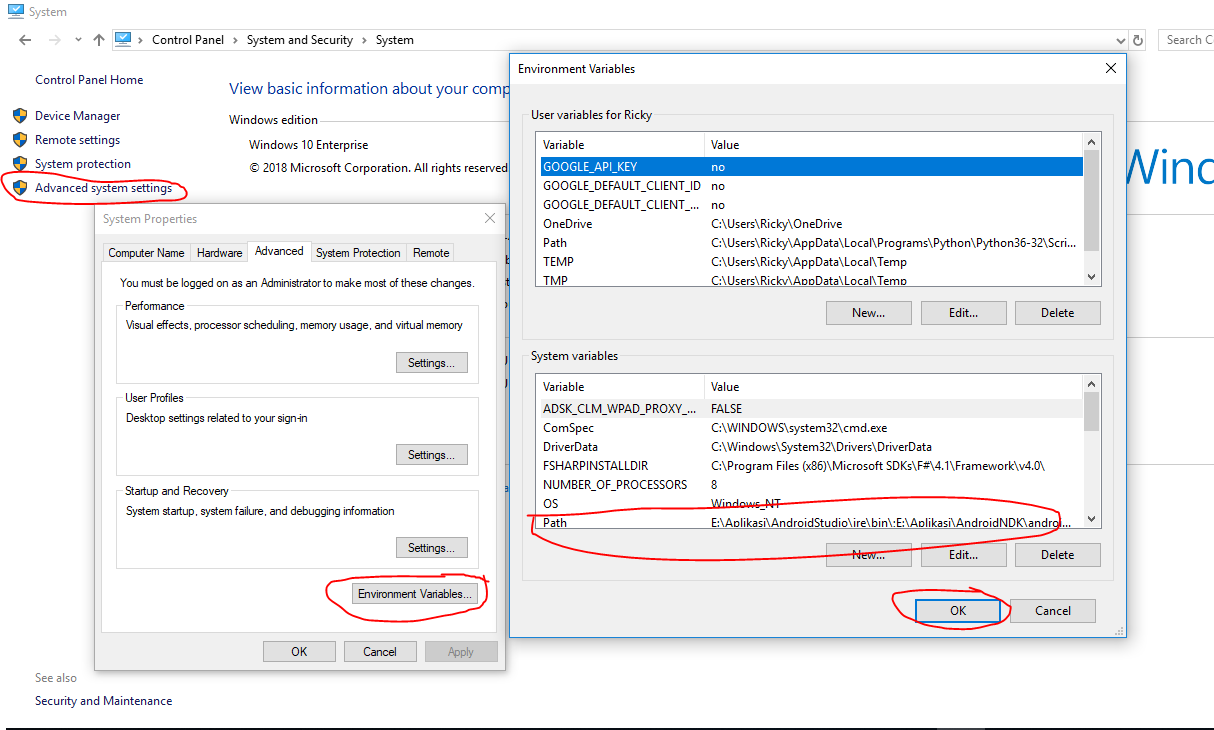 System
Control Panel > System and Security > System
Search C
Control Panel Home
Device Manager
Remote settings
System protection
Advanced system settings
View basic information about your comp
Windows edition
Windows 10 Enterprise
© 2018 Microsoft Corporation. All rights reserved
Wind
System Properties
Computer Name Hardware Advanced System Protection Remote
You must be logged on as an Administrator to make most of these changes.
Performance
Visual effects, processor scheduling, memory usage, and virtual memory
Settings...
User Profiles
Desktop settings related to your sign-in
Settings...
Startup and Recovery
System startup, system failure, and debugging information
Settings...
Environment Variables...
OK Cancel Apply
See also
Security and Maintenance
Environment Variables
User variables for Ricky
Variable Value
GOOGLE_API_KEY no
GOOGLE_DEFAULT_CLIENT_ID no
GOOGLE_DEFAULT_CLIENT_... no
OneDrive C:\Users\Ricky\OneDrive
Path C:\Users\Ricky\AppData\Local\Programs\Python\Python36-32\Scri...
TEMP C:\Users\Ricky\AppData\Local\Temp
TMP C:\Users\Ricky\AppData\Local\Temp
New... Edit... Delete
System variables
Variable Value
ADSK_CLM_WPAD_PROXY_... FALSE
ComSpec C:\WINDOWS\system32\cmd.exe
DriverData C:\Windows\System32\Drivers\DriverData
FSHARPINSTALLDIR C:\Program Files (x86)\Microsoft SDKs\F#\4.1\Framework\v4.0\
NUMBER_OF_PROCESSORS 8
OS Windows_NT
Path E:\Aplikasi\AndroidStudio\jre\bin\;E:\Aplikasi\AndroidNDK\androi...
New... Edit... Delete
OK Cancel